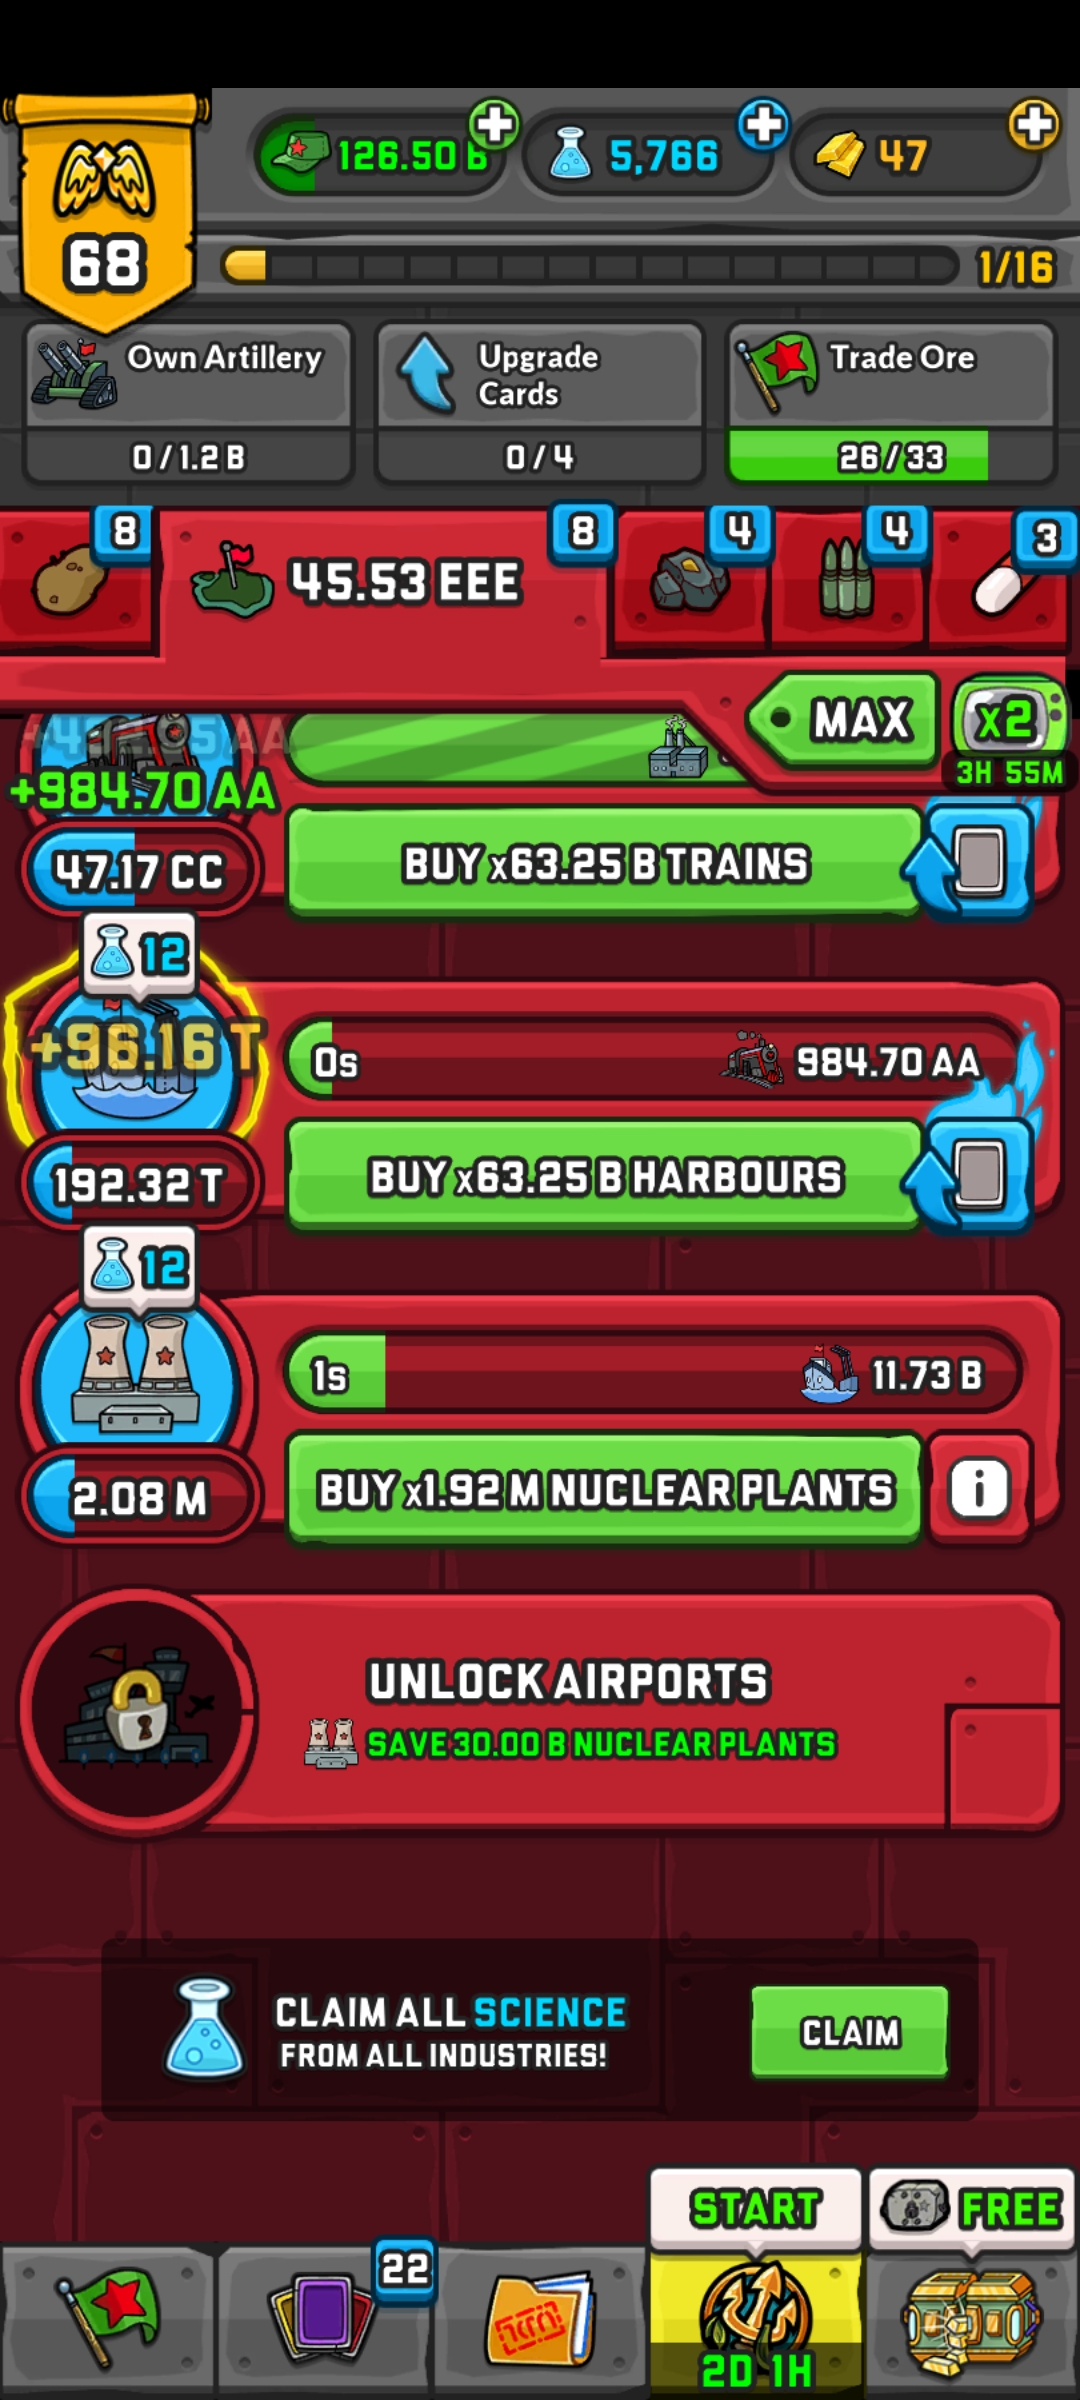 126.50 B
5,766
47
68
1/16
Own Artillery
0/1.2 B
Upgrade
Cards
0/4
Trade Ore
26/33
8
45.53 EEE
8
4
4
3
MAX
x2
3H 55M
+984.70 AA
47.17 CC
BUY x63.25 B TRAINS
12
+96.16 T
0s
984.70 AA
192.32 T
BUY x63.25 B HARBOURS
12
1s
11.73 B
2.08 M
BUY x1.92 M NUCLEAR PLANTS
i
UNLOCK AIRPORTS
SAVE 30.00 B NUCLEAR PLANTS
CLAIM ALL SCIENCE
FROM ALL INDUSTRIES!
CLAIM
START
FREE
22
2D 1H